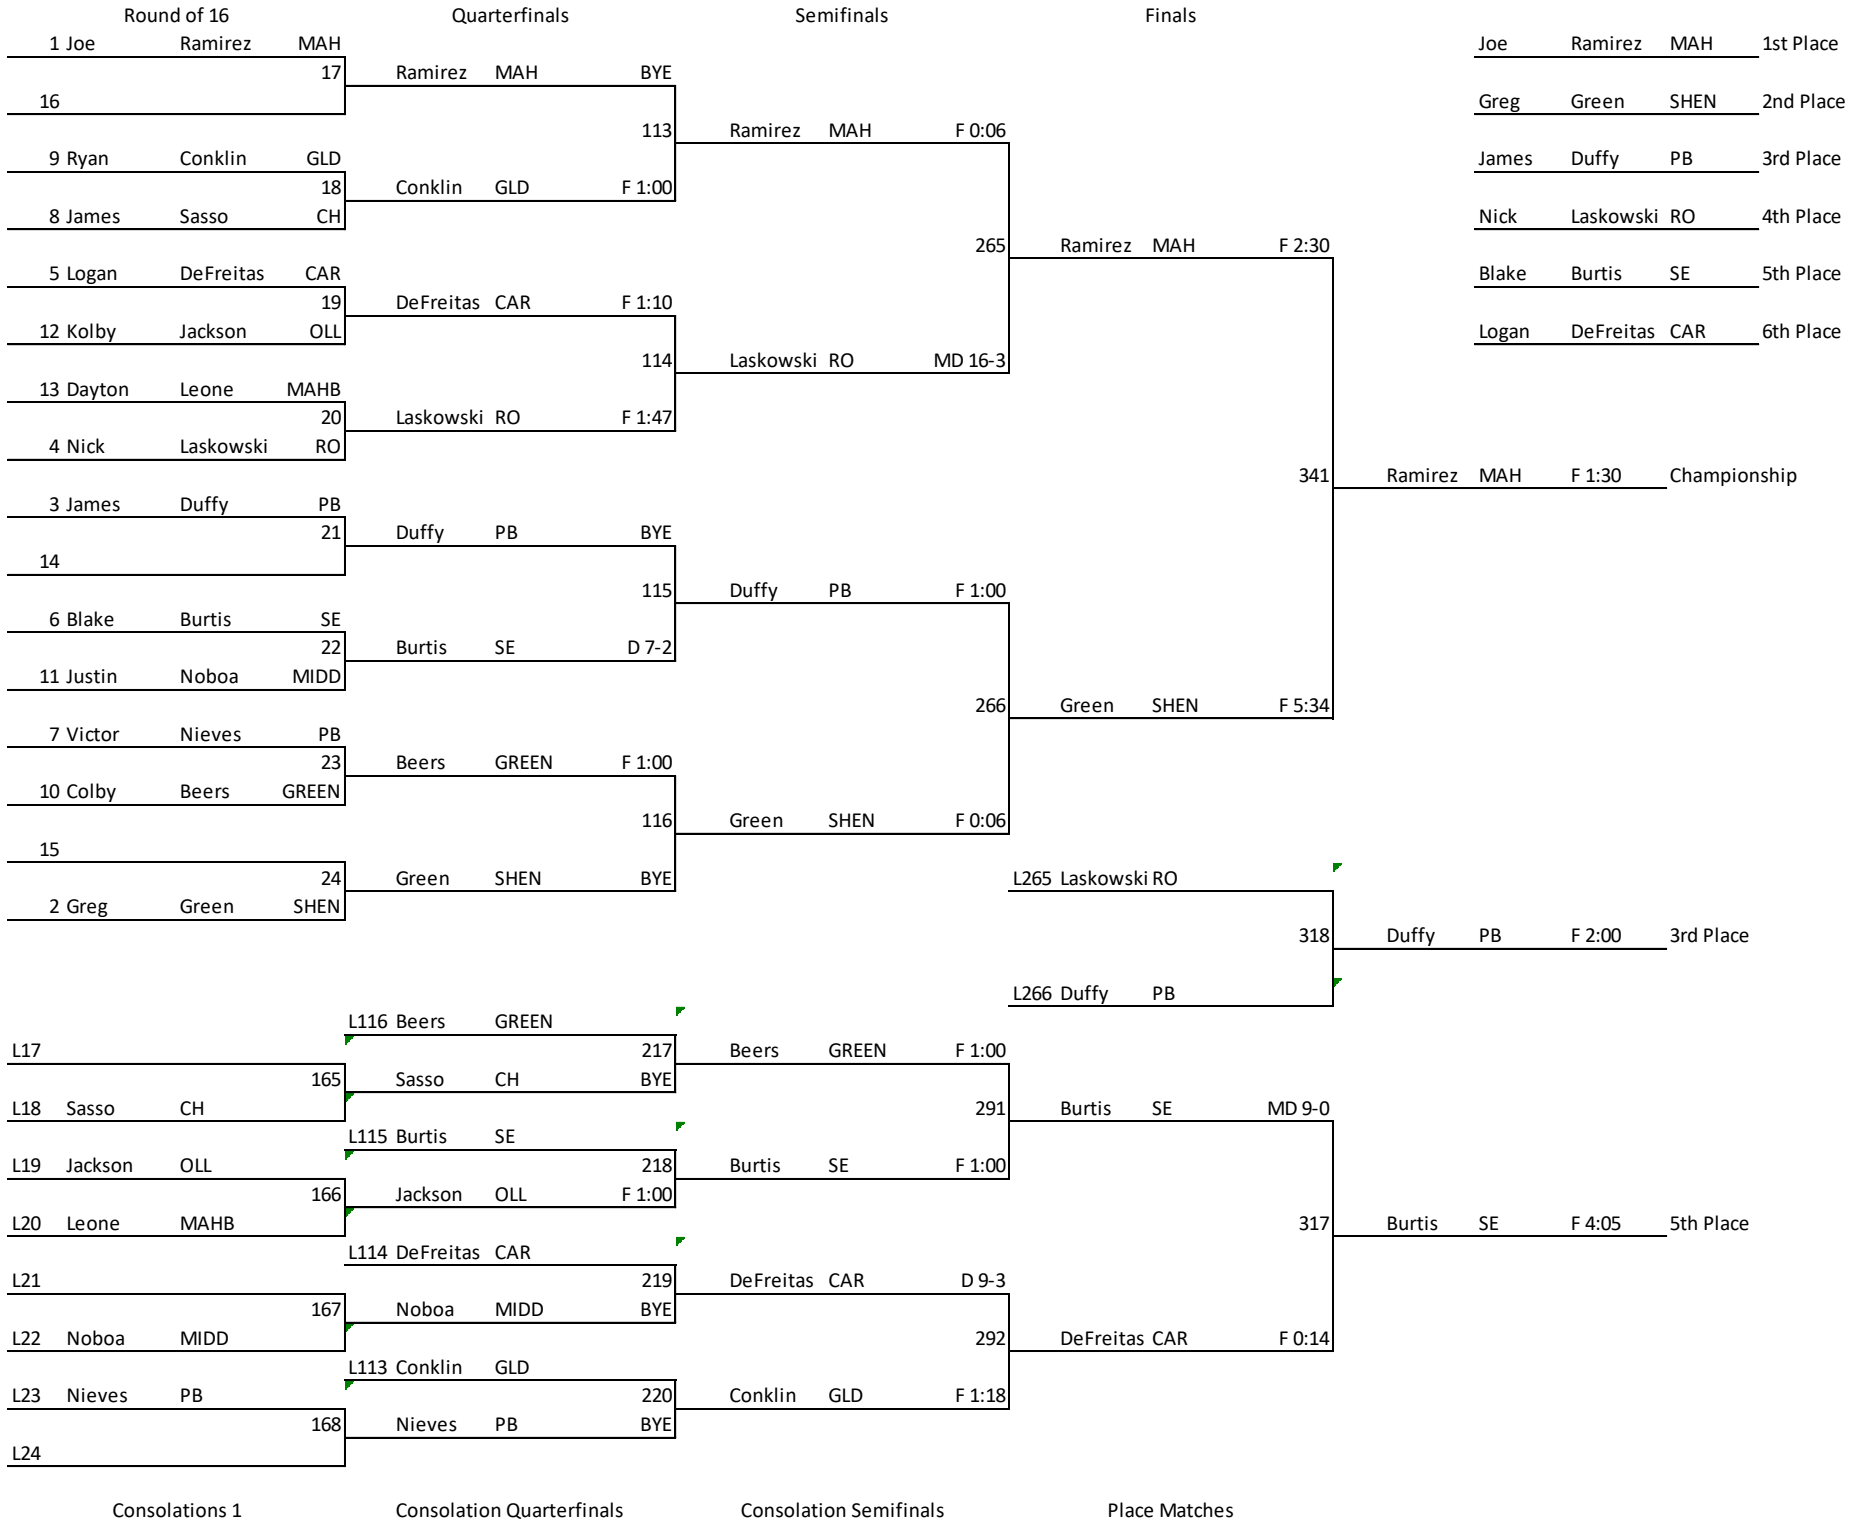 Round of 16 Quarterfinals Semifinals Finals
1 Joe Ramirez MAH Joe Ramirez MAH 1st Place
17 Ramirez MAH BYE
16 Greg Green SHEN 2nd Place
113 Ramirez MAH F 0:06
9 Ryan Conklin GLD James Duffy PB 3rd Place
18 Conklin GLD F 1:00
8 James Sasso CH Nick Laskowski RO 4th Place
265 Ramirez MAH F 2:30
5 Logan DeFreitas CAR Blake Burtis SE 5th Place
19 DeFreitas CAR F 1:10
12 Kolby Jackson OLL Logan DeFreitas CAR 6th Place
114 Laskowski RO MD 16-3
13 Dayton Leone MAHB
20 Laskowski RO F 1:47
4 Nick Laskowski RO
341 Ramirez MAH F 1:30 Championship
3 James Duffy PB
21 Duffy PB BYE
14
115 Duffy PB F 1:00
6 Blake Burtis SE
22 Burtis SE D 7-2
11 Justin Noboa MIDD
266 Green SHEN F 5:34
7 Victor Nieves PB
23 Beers GREEN F 1:00
10 Colby Beers GREEN
116 Green SHEN F 0:06
15
24 Green SHEN BYE L265 Laskowski RO
2 Greg Green SHEN
318 Duffy PB F 2:00 3rd Place
L266 Duffy PB
L116 Beers GREEN
L17 217 Beers GREEN F 1:00
165 Sasso CH BYE
L18 Sasso CH 291 Burtis SE MD 9-0
L115 Burtis SE
L19 Jackson OLL 218 Burtis SE F 1:00
166 Jackson OLL F 1:00
L20 Leone MAHB 317 Burtis SE F 4:05 5th Place
L114 DeFreitas CAR
L21 219 DeFreitas CAR D 9-3
167 Noboa MIDD BYE
L22 Noboa MIDD 292 DeFreitas CAR F 0:14
L113 Conklin GLD
L23 Nieves PB 220 Conklin GLD F 1:18
168 Nieves PB BYE
L24
Consolations 1 Consolation Quarterfinals Consolation Semifinals Place Matches